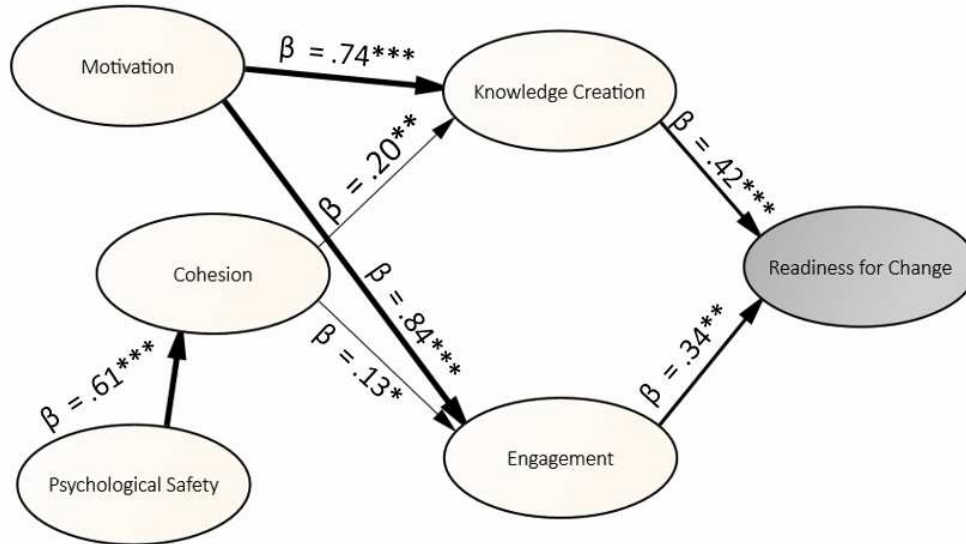 Motivation
β = .74***
Knowledge Creation
β = .20**
β = .42***
Cohesion
Readiness for Change
β = .84***
β = .13*
β = .34**
β = .61***
Engagement
Psychological Safety